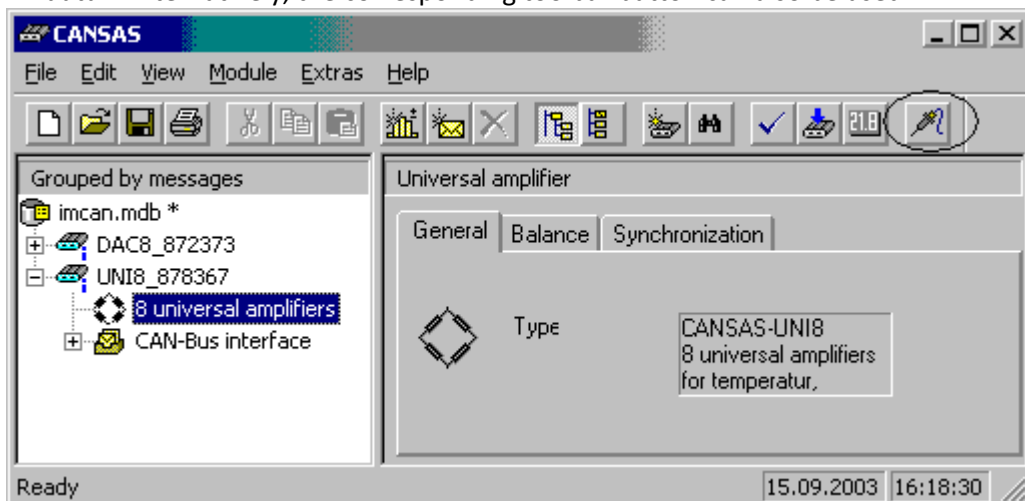 CANSAS
File Edit View Module Extras Help
21.8
Grouped by messages
imcan.mdb *
DAC8_872373
UNI8_878367
8 universal amplifiers
CAN-Bus interface
Universal amplifier
General Balance Synchronization
Type
CANSAS-UNI8
8 universal amplifiers
for temperatur,
Ready 15.09.2003 16:18:30